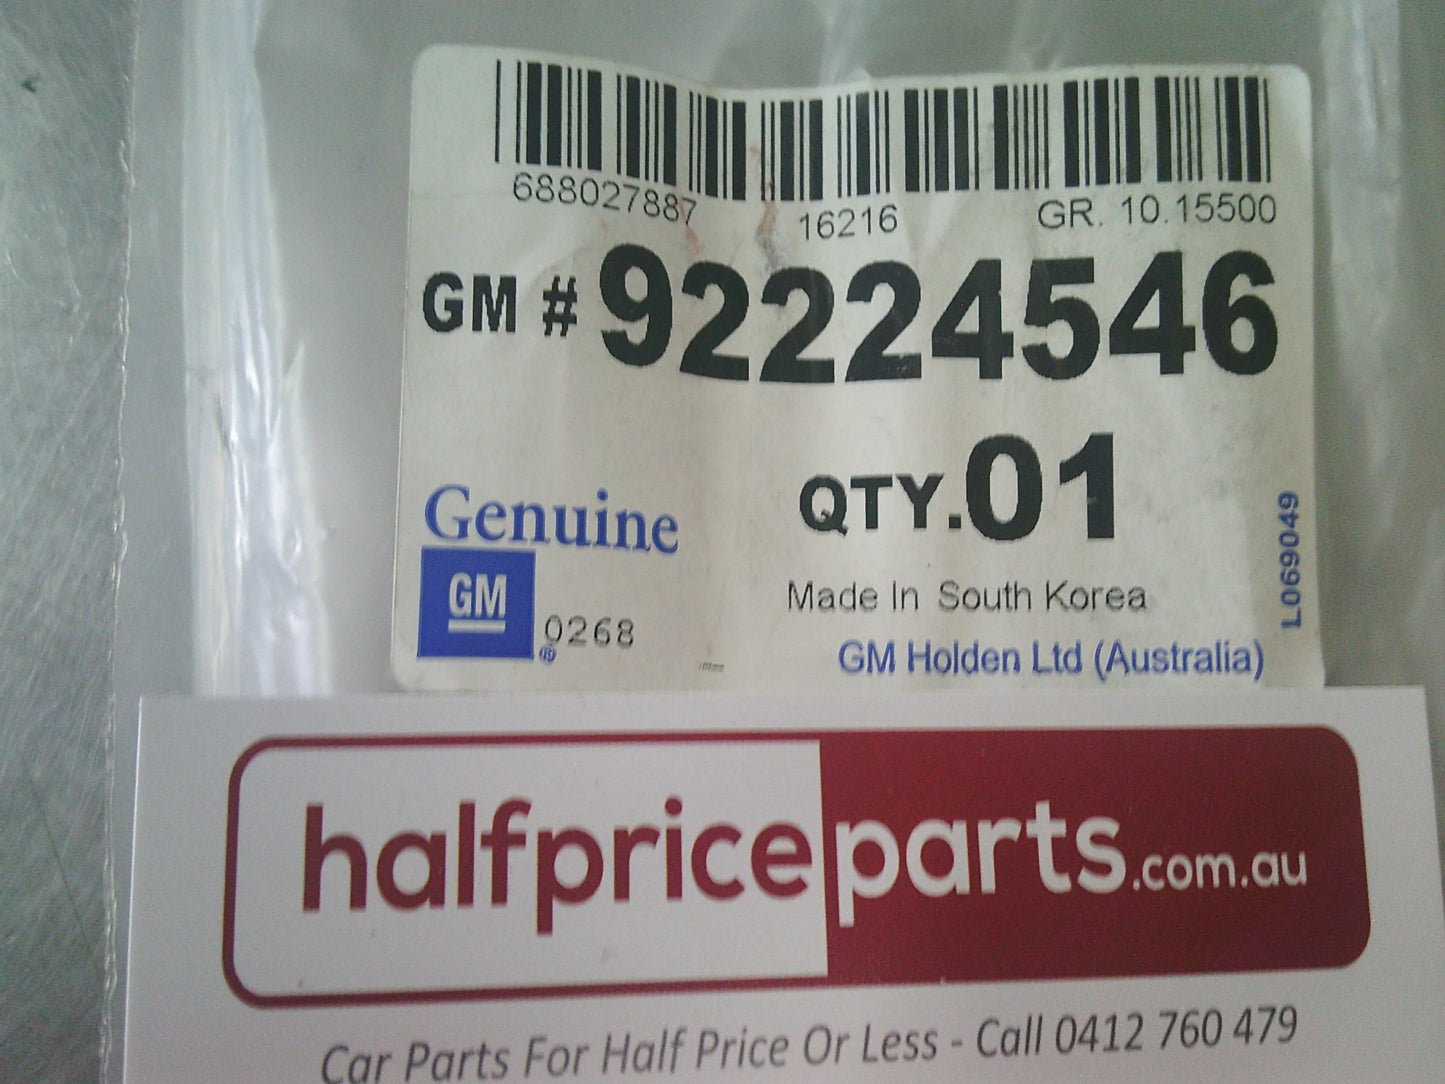 688027887 16216 GR. 10.15500
GM # 92224546
QTY.01
Genuine
GM
®
0268
Made In South Korea
GM Holden Ltd (Australia)
L069049
halfpriceparts.com.au
Car Parts For Half Price Or Less - Call 0412 760 479